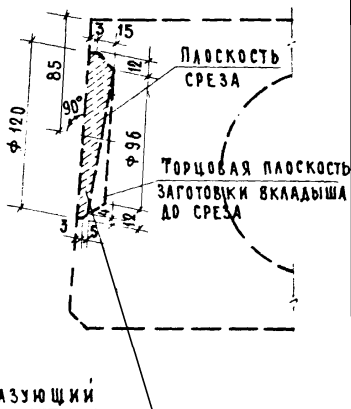 3 15
85
12
ПЛОСКОСТЬ
СРЕЗА
90°
ф 120
ф 96
ТОРЦОВАЯ ПЛОСКОСТЬ
ЗАГОТОВКИ ВКЛАДЫША
ДО СРЕЗА
4
12
3 5
АЗУЮЩИЙ